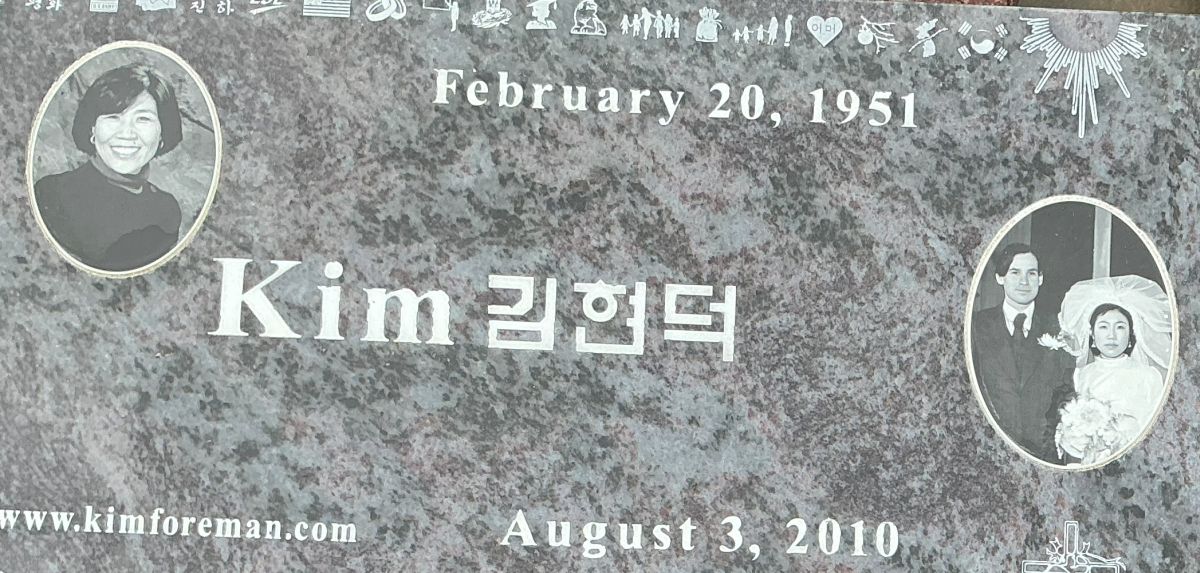 February 20, 1951
Kim 김현덕
www.kimforeman.com
August 3, 2010